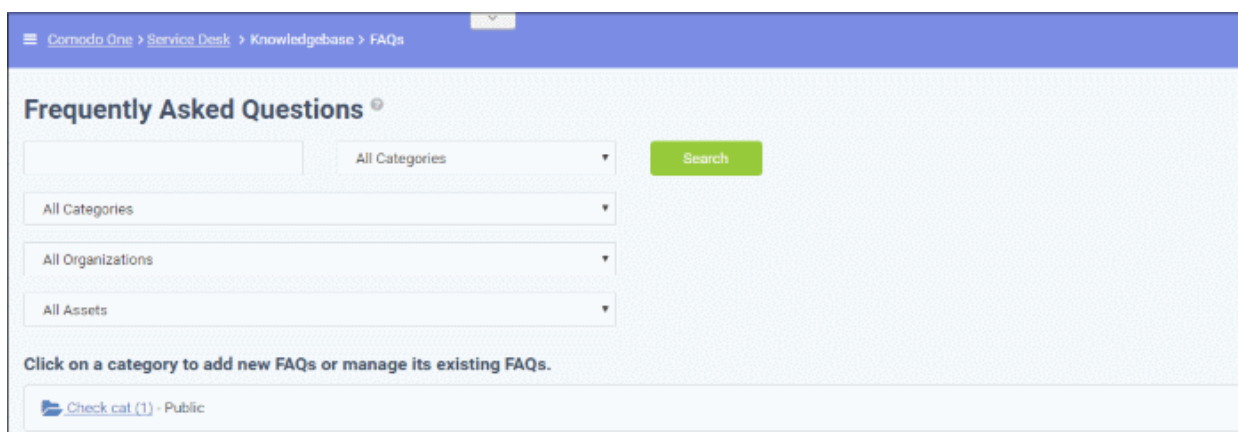 Comodo One > Service Desk > Knowledgebase > FAQs
Frequently Asked Questions
All Categories
Search
All Categories
All Organizations
All Assets
Click on a category to add new FAQs or manage its existing FAQs.
Check cat (1) - Public